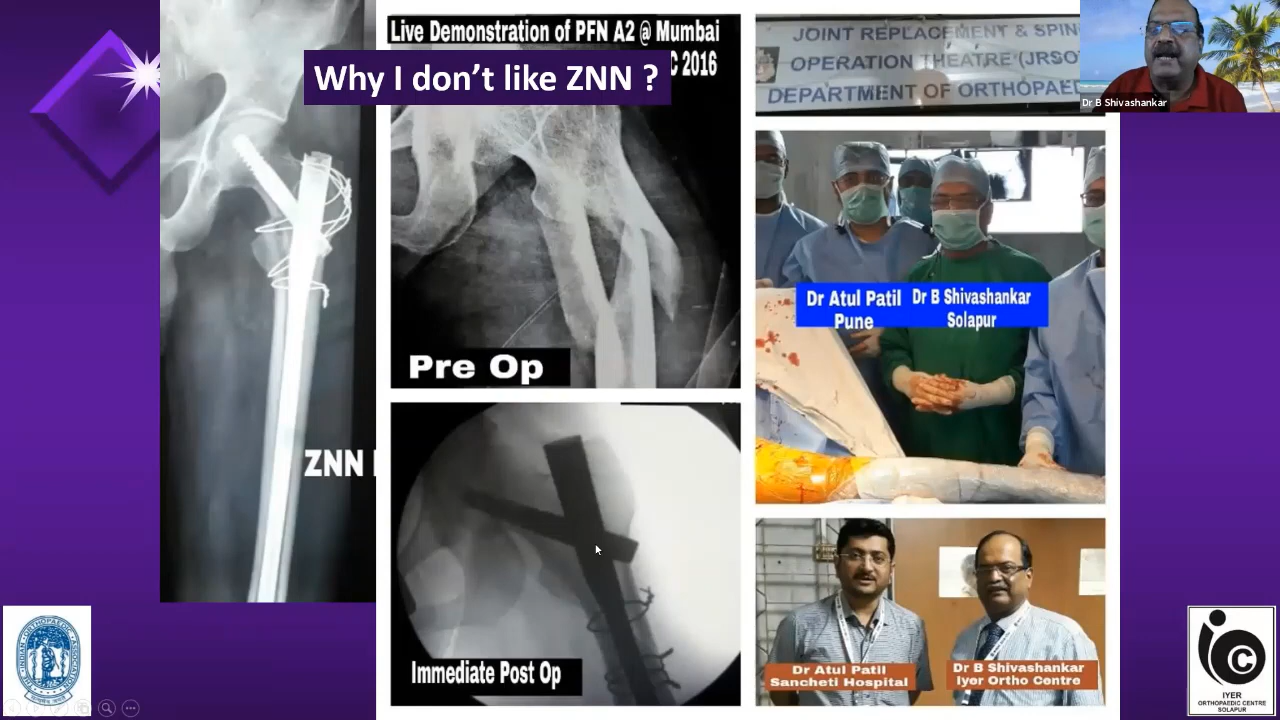 Live Demonstration of PFN A2 @ Mumbai
C 2016
Why I don’t like ZNN ?
ZNN
Pre Op
Immediate Post Op
JOINT REPLACEMENT & SPIN
OPERATION THEATRE (JRSO
DEPARTMENT OF ORTHOPAED
Dr B Shivashankar
Dr Atul Patil
Pune
Dr B Shivashankar
Solapur
Dr Atul Patil
Sancheti Hospital
Dr B Shivashankar
Iyer Ortho Centre
IYER
ORTHOPAEDIC CENTRE
SOLAPUR